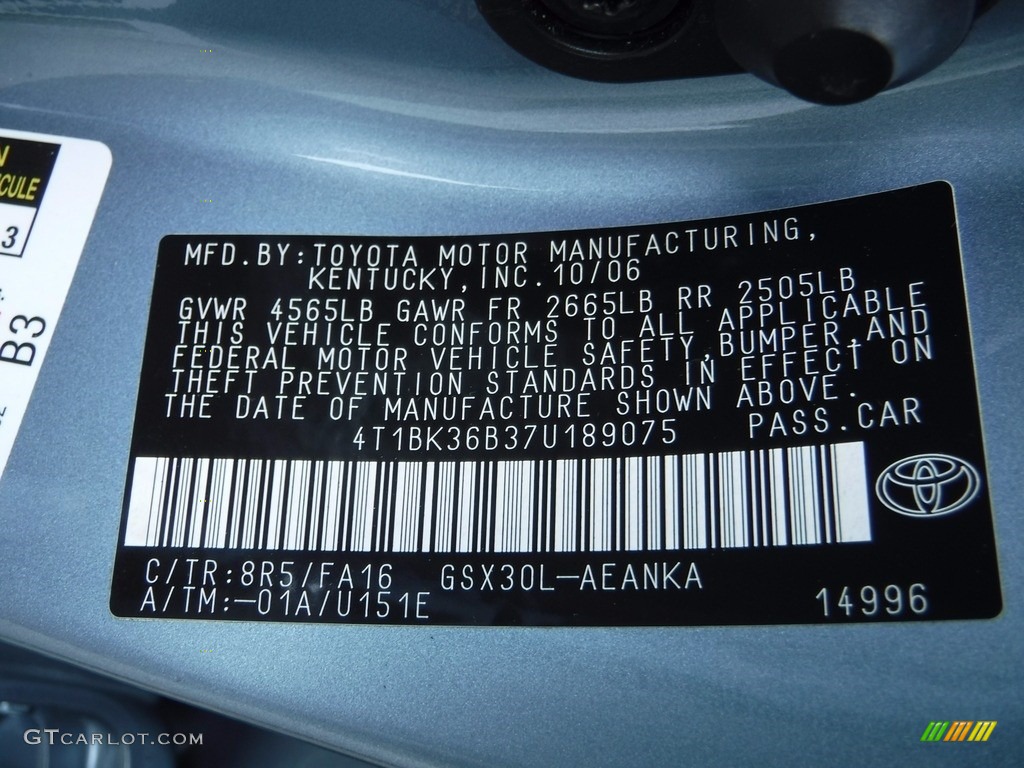 N
CULE
3
B3
MFD. BY: TOYOTA MOTOR MANUFACTURING,
KENTUCKY, INC. 10/06
GVWR 4565LB GAWR FR 2665LB RR 2505LB
THIS VEHICLE CONFORMS TO ALL APPLICABLE
FEDERAL MOTOR VEHICLE SAFETY, BUMPER, AND
THEFT PREVENTION STANDARDS IN EFFECT ON
THE DATE OF MANUFACTURE SHOWN ABOVE.
4T1BK36B37U189075 PASS. CAR
C/TR:8R5/FA16 GSX30L-AEANKA
A/TM:-01A/U151E 14996
GTCARLOT.COM